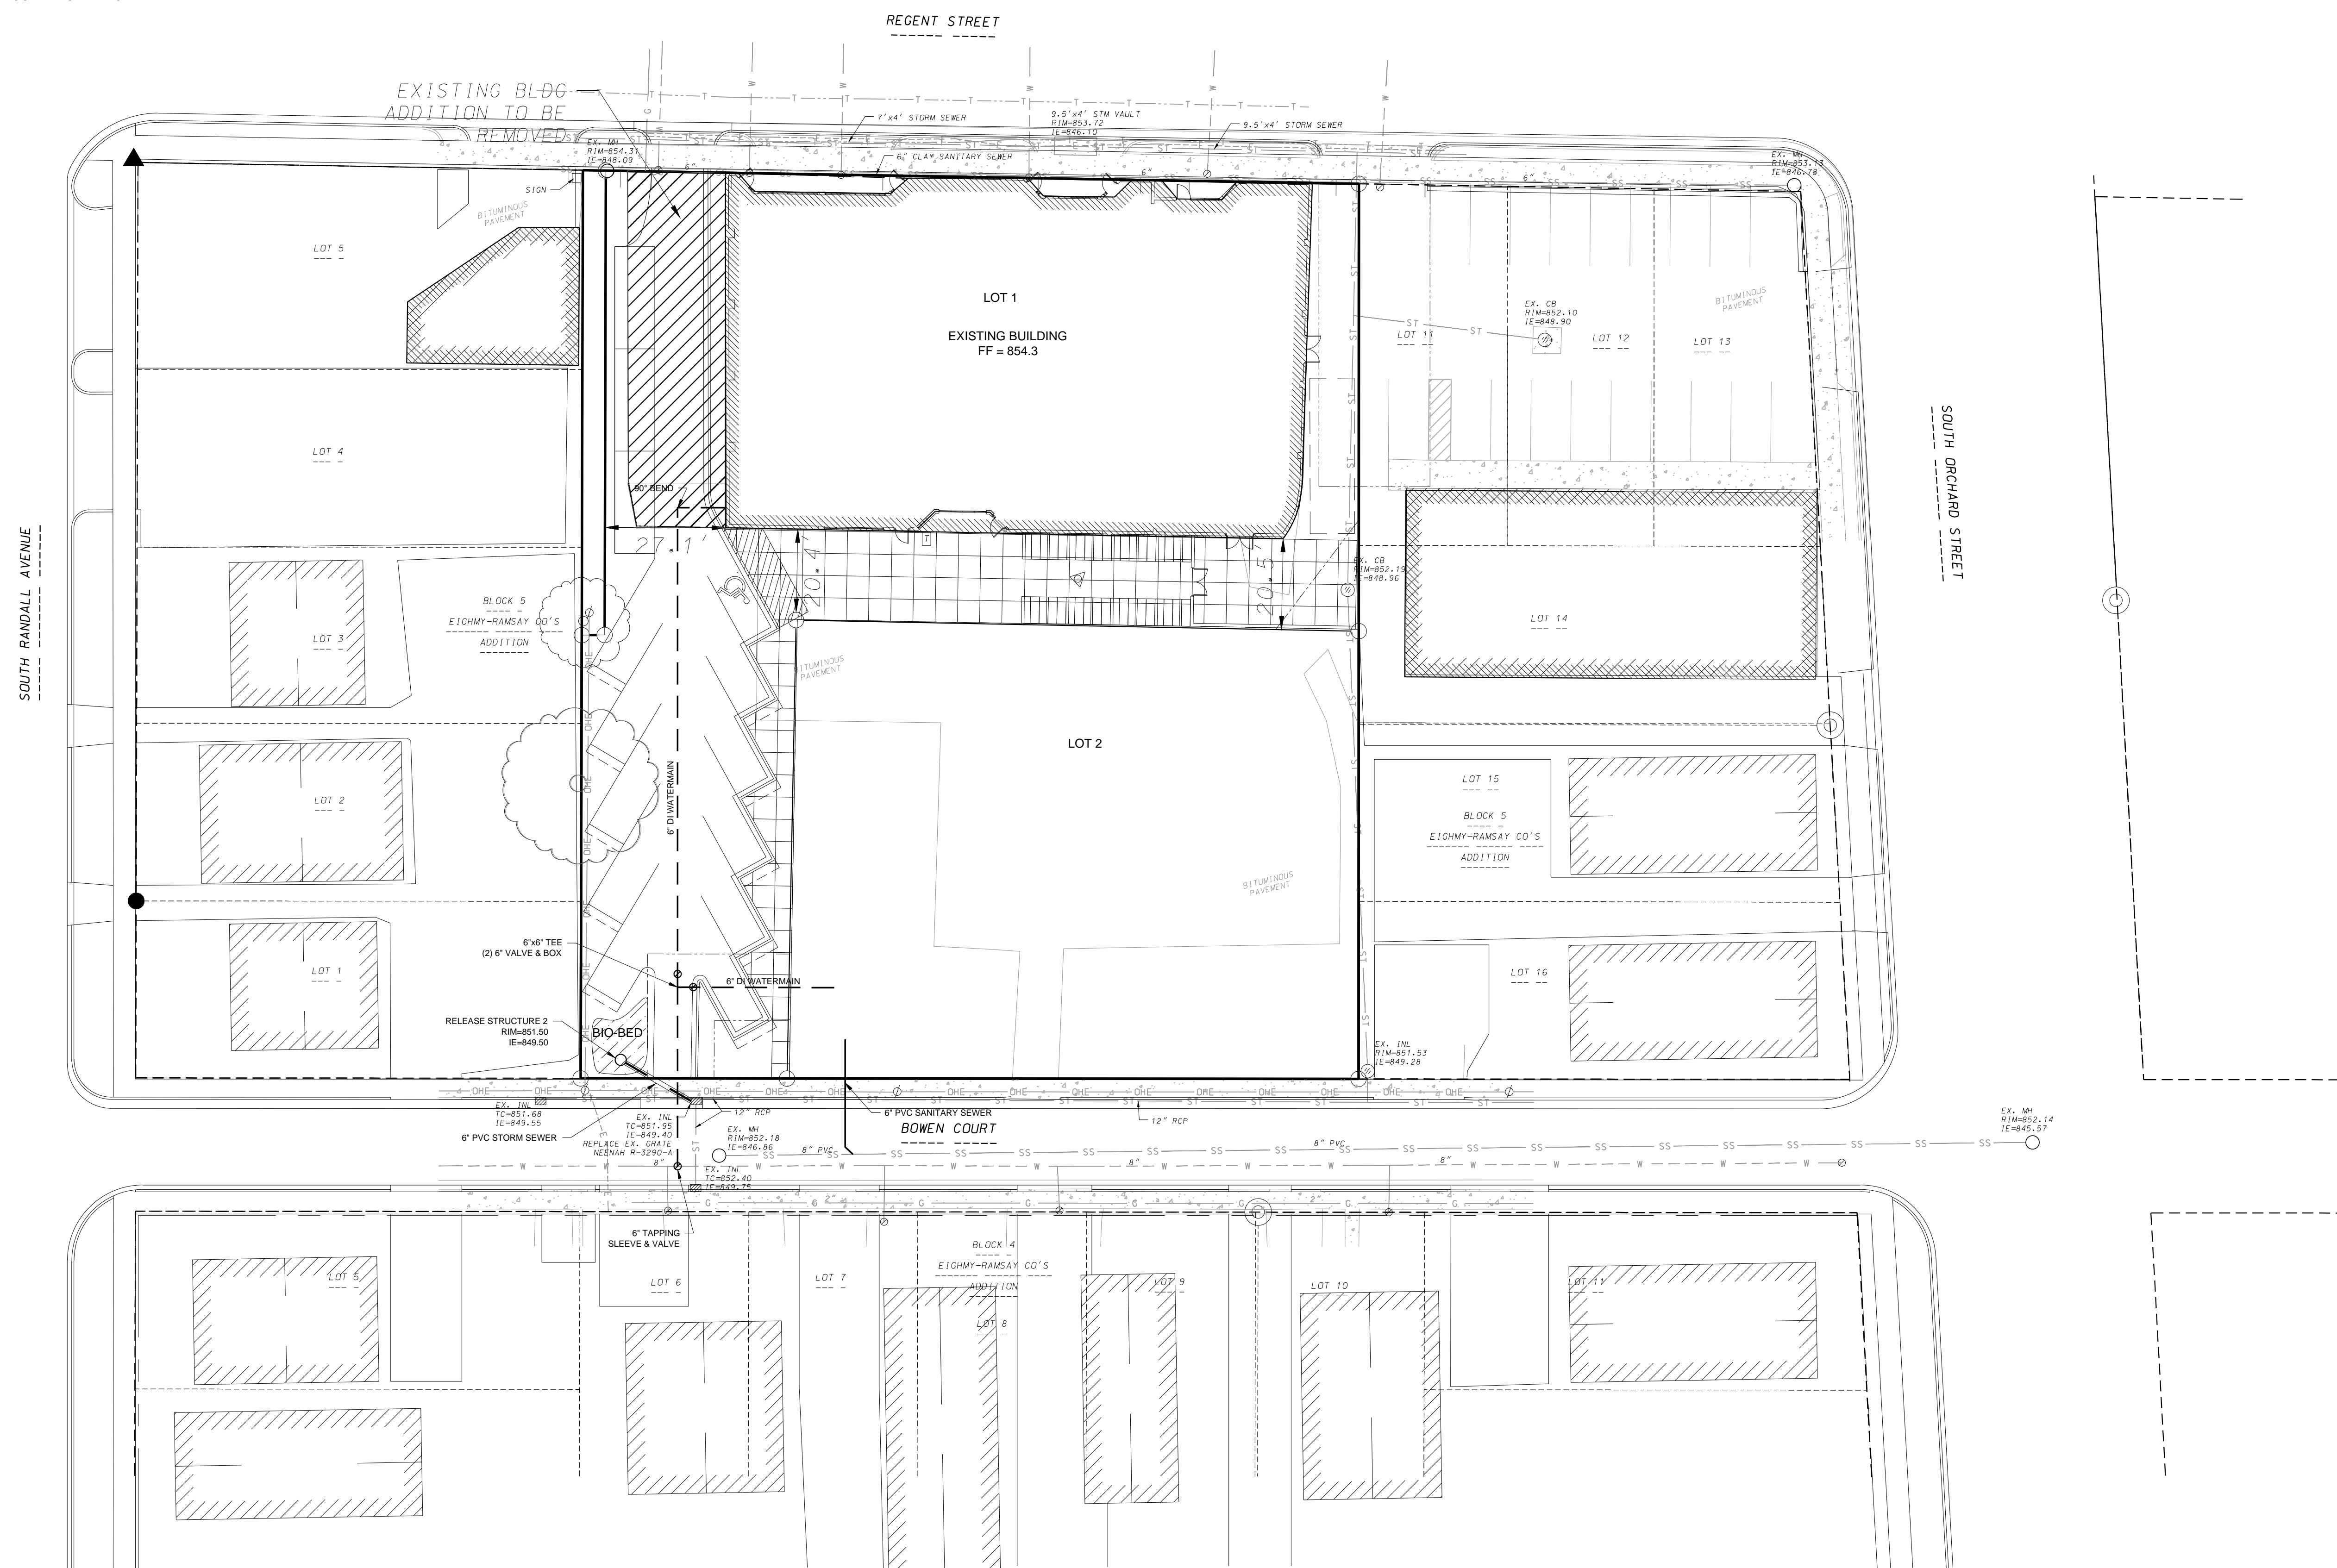 REGENT STREET
EXISTING BLDG
ADDITION TO BE
REMOVED
7'x4' STORM SEWER
9.5'x4' STM VAULT
RIM=853.72
IE=846.10
9.5'x4' STORM SEWER
EX. MH
RIM=854.31
IE=848.09
6"
6" CLAY SANITARY SEWER
6"
6"
EX. MH
RIM=853.13
IE=846.78
SIGN
BITUMINOUS
PAVEMENT
LOT 5
LOT 1
EXISTING BUILDING
FF = 854.3
EX. CB
RIM=852.10
IE=848.90
BITUMINOUS
PAVEMENT
LOT 11
LOT 12
LOT 13
LOT 4
SOUTH ORCHARD STREET
90° BEND
27.1'
20.4'
20.5'
T
EX. CB
RIM=852.19
IE=848.96
SOUTH RANDALL AVENUE
LOT 3
BLOCK 5
EIGHMY-RAMSAY CO'S
ADDITION
LOT 14
BITUMINOUS
PAVEMENT
LOT 2
LOT 2
6" DI WATERMAIN
LOT 15
BLOCK 5
EIGHMY-RAMSAY CO'S
ADDITION
BITUMINOUS
PAVEMENT
6"x6" TEE
(2) 6" VALVE & BOX
6" DI WATERMAIN
LOT 1
LOT 16
RELEASE STRUCTURE 2
RIM=851.50
IE=849.50
BIO-BED
EX. INL
RIM=851.53
IE=849.28
EX. INL
TC=851.68
IE=849.55
6" PVC STORM SEWER
EX. INL
TC=851.95
IE=849.40
REPLACE EX. GRATE
NEENAH R-3290-A
12" RCP
EX. MH
RIM=852.18
IE=846.86
6" PVC SANITARY SEWER
BOWEN COURT
12" RCP
EX. MH
RIM=852.14
IE=845.57
8" PVC
8" PVC
8"
8"
8"
EX. INL
TC=852.40
IE=849.75
2"
2"
6" TAPPING
SLEEVE & VALVE
BLOCK 4
EIGHMY-RAMSAY CO'S
ADDITION
LOT 5
LOT 6
LOT 7
LOT 8
LOT 9
LOT 10
LOT 11